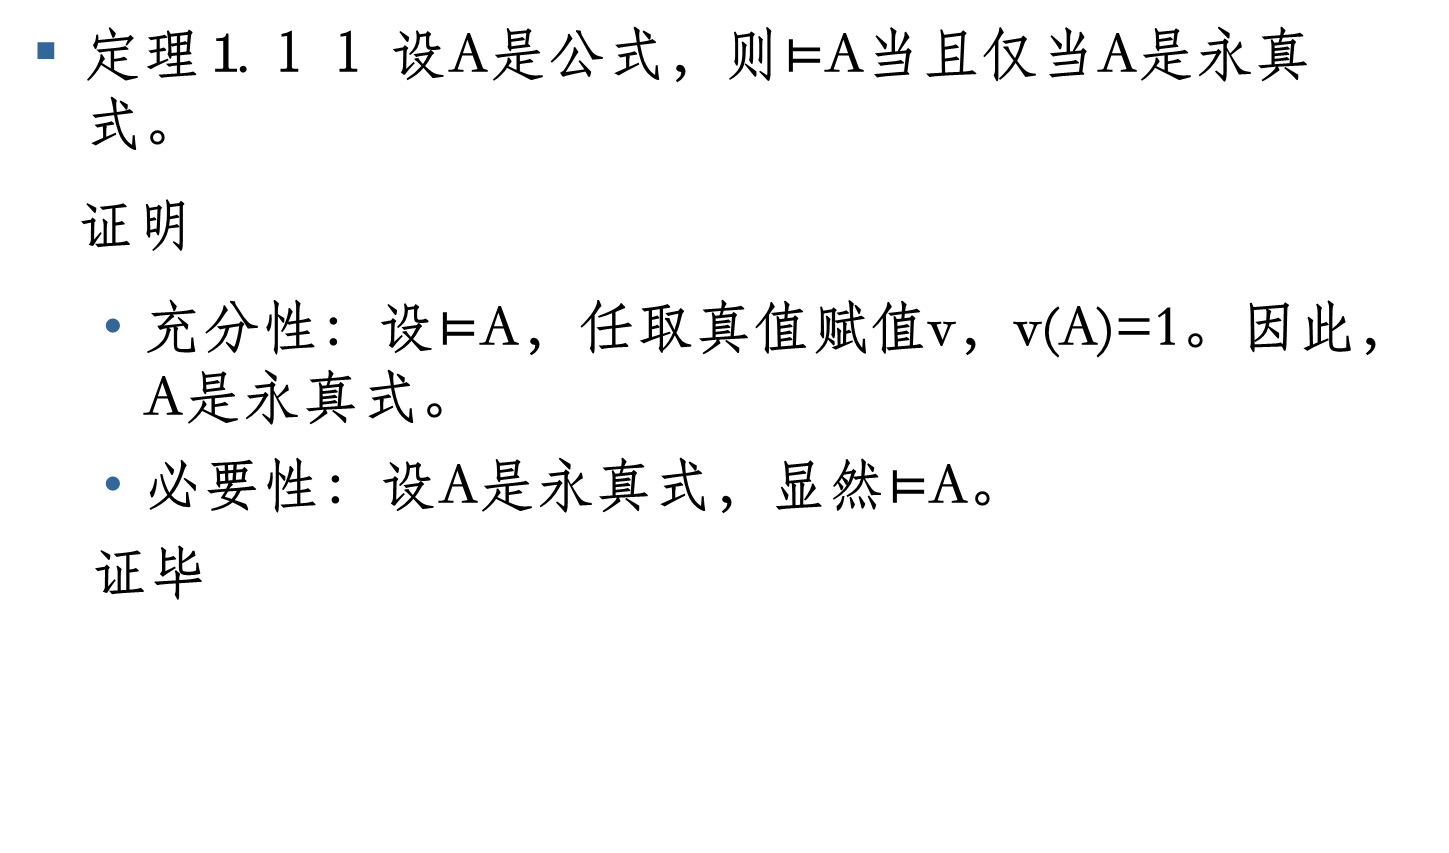 ▪ 定理1.11 设A是公式，则⊨A当且仅当A是永真
式。
证明
• 充分性：设⊨A，任取真值赋值v，v(A)=1。因此，
A是永真式。
• 必要性：设A是永真式，显然⊨A。
证毕